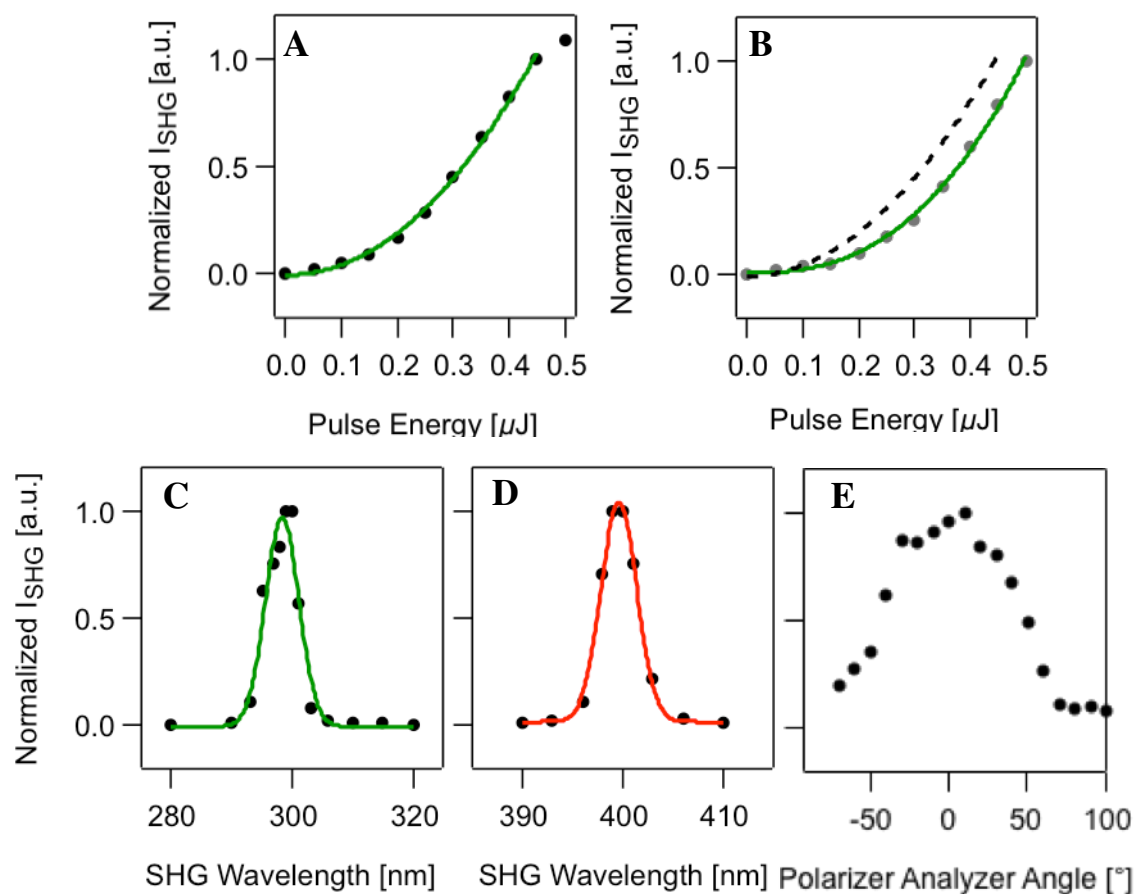 A
B
Normalized I_SHG [a.u.]
1.0
0.5
0.0
0.0 0.1 0.2 0.3 0.4 0.5
Pulse Energy [µJ]
Normalized I_SHG [a.u.]
1.0
0.5
0.0
0.0 0.1 0.2 0.3 0.4 0.5
Pulse Energy [µJ]
C
D
E
Normalized I_SHG [a.u.]
1.0
0.5
0.0
280 300 320
SHG Wavelength [nm]
390 400 410
SHG Wavelength [nm]
-50 0 50 100
Polarizer Analyzer Angle [°]